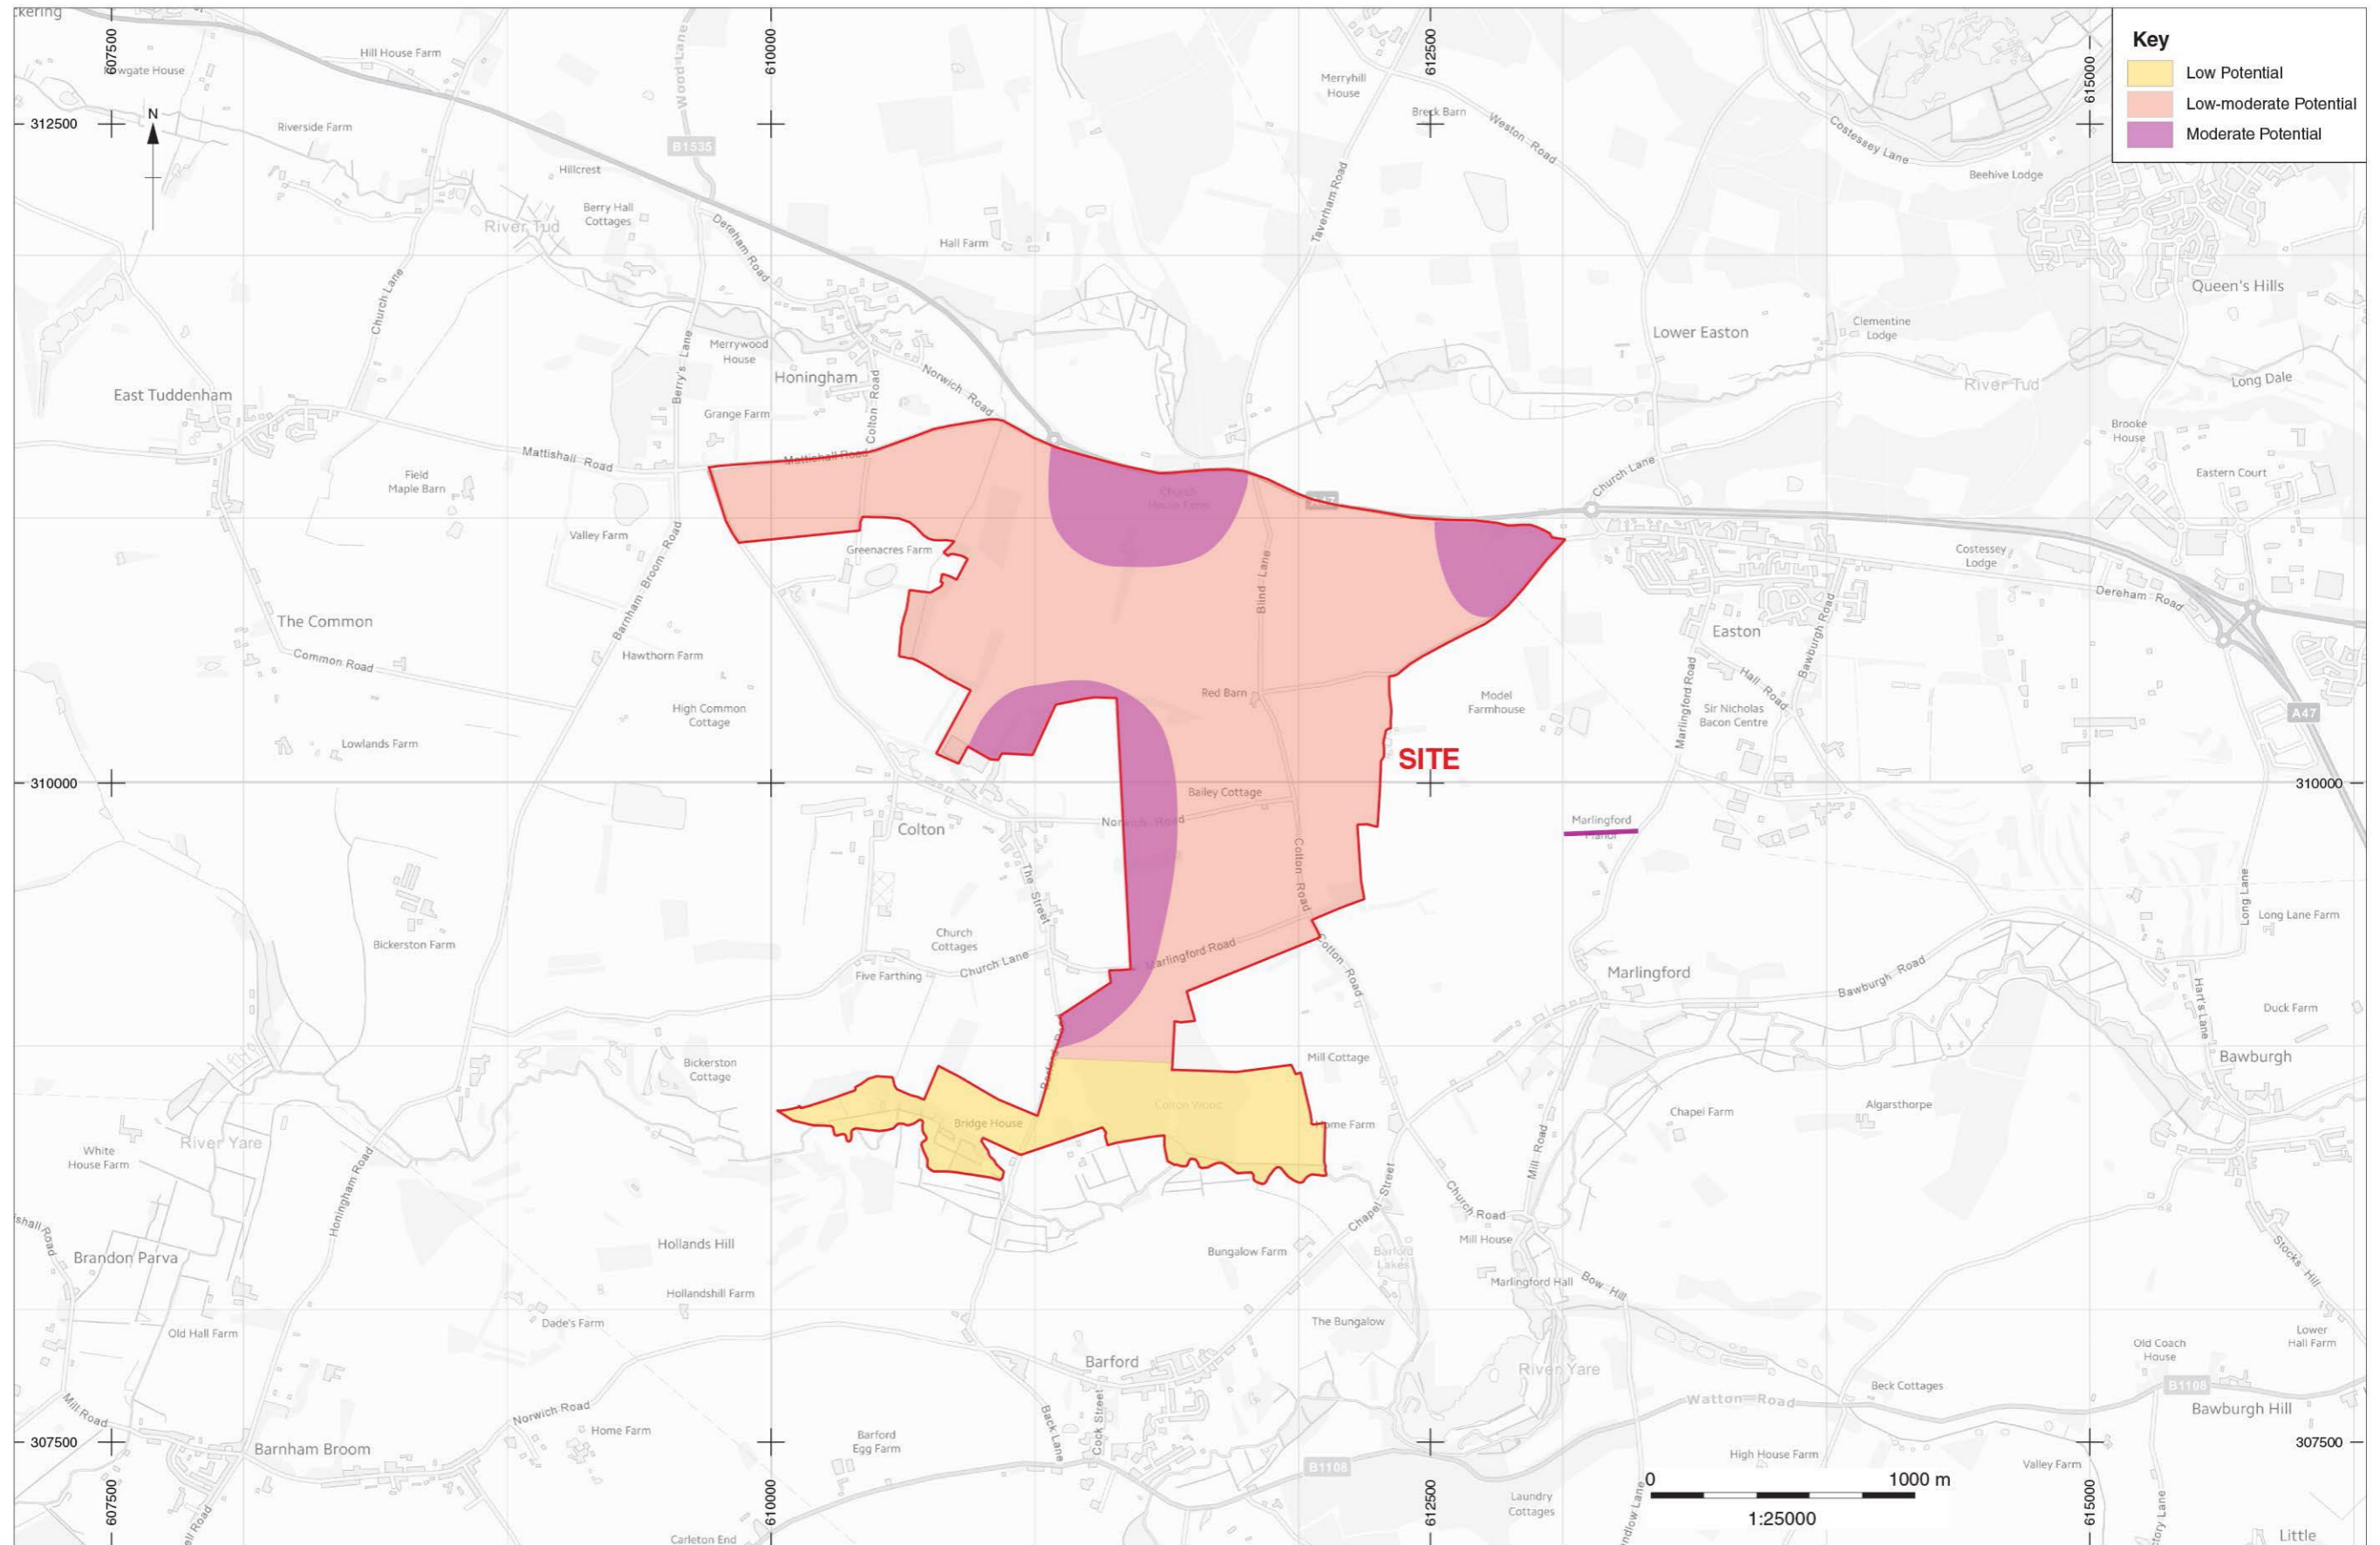 Key
Low Potential
Low-moderate Potential
Moderate Potential
607500
610000
612500
615000
312500
N
Hill House Farm
Wood Lane
B1535
Riverside Farm
Hillcrest
Berry Hall
Cottages
River Tud
Dereham Road
Hall Farm
Merryhill
House
Breck Barn
Weston Road
Taverham Road
Costessey Lane
Beehive Lodge
Queen's Hills
Church Lane
Berry's Lane
Merrywood
House
Honingham
Norwich Road
Colton Road
Grange Farm
Lower Easton
Clementine
Lodge
River Tud
Long Dale
East Tuddenham
Mattishall Road
Mattishall Road
Field
Maple Barn
Valley Farm
Barnham Broom Road
Greenacres Farm
Church
House Farm
A47
Church Lane
Brooke
House
Eastern Court
Costessey
Lodge
Dereham Road
Blind Lane
Easton
Bawburgh Road
The Common
Common Road
Hawthorn Farm
High Common
Cottage
Lowlands Farm
Red Barn
Model
Farmhouse
Marlingford Road
Hall Road
Sir Nicholas
Bacon Centre
A47
SITE
310000
310000
Bailey Cottage
Norwich Road
Colton
Marlingford
Manor
The Street
Colton Road
Long Lane
Long Lane Farm
Bickerston Farm
Church
Cottages
Five Farthing
Church Lane
Marlingford Road
Colton Road
Marlingford
Bawburgh Road
Hart's Lane
Duck Farm
Bawburgh
Bickerston
Cottage
Mill Cottage
Colton Wood
Bridge House
Home Farm
Chapel Farm
Algarsthorpe
River Yare
White
House Farm
Honingham Road
Mill Road
Chapel Street
Church Road
Mill House
Brandon Parva
Hollands Hill
Bungalow Farm
Barford
Lakes
Marlingford Hall
Bow Hill
Stocks Hill
Hollandshill Farm
Dade's Farm
The Bungalow
Old Hall Farm
Barford
River Yare
Old Coach
House
Lower
Hall Farm
Watton Road
Beck Cottages
B1108
Bawburgh Hill
Mill Road
Norwich Road
Home Farm
Back Lane
Cock Street
Barnham Broom
Barford
Egg Farm
307500
307500
B1108
High House Farm
Valley Farm
Laundry
Cottages
0
1000 m
1:25000
607500
610000
612500
615000
Carleton End
Little